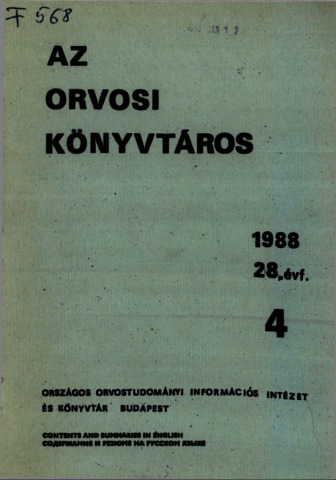 F 568
AZ
ORVOSI
KÖNYVTÁROS
1988
28. évf.
4
ORSZÁGOS ORVOSTUDOMÁNYI INFORMÁCIÓS INTÉZET
ÉS KÖNYVTÁR BUDAPEST
CONTENTS AND SUMMARIES IN ENGLISH
СОДЕРЖАНИЕ И РЕЗЮМЕ НА РУССКОМ ЯЗЫКЕ